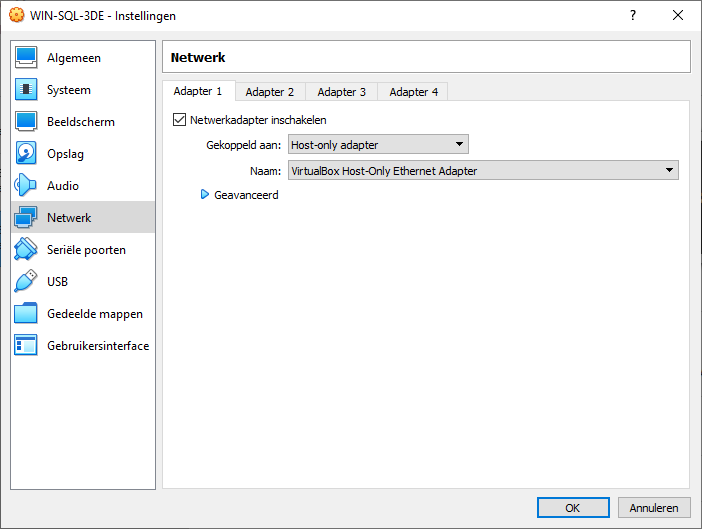 WIN-SQL-3DE - Instellingen
?
Algemeen
Systeem
Beeldscherm
Opslag
Audio
Netwerk
Seriële poorten
USB
Gedeelde mappen
Gebruikersinterface
Netwerk
Adapter 1 Adapter 2 Adapter 3 Adapter 4
Netwerkadapter inschakelen
Gekoppeld aan: Host-only adapter
Naam: VirtualBox Host-Only Ethernet Adapter
Geavanceerd
OK Annuleren